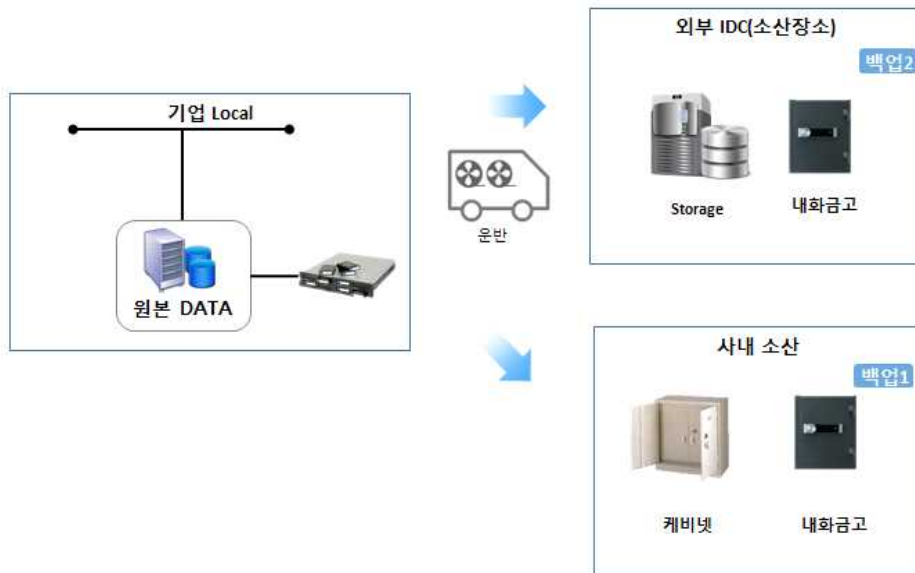 외부 IDC(소산장소)
백업2
기업 Local
Storage
내화금고
운반
원본 DATA
사내 소산
백업1
케비넷
내화금고